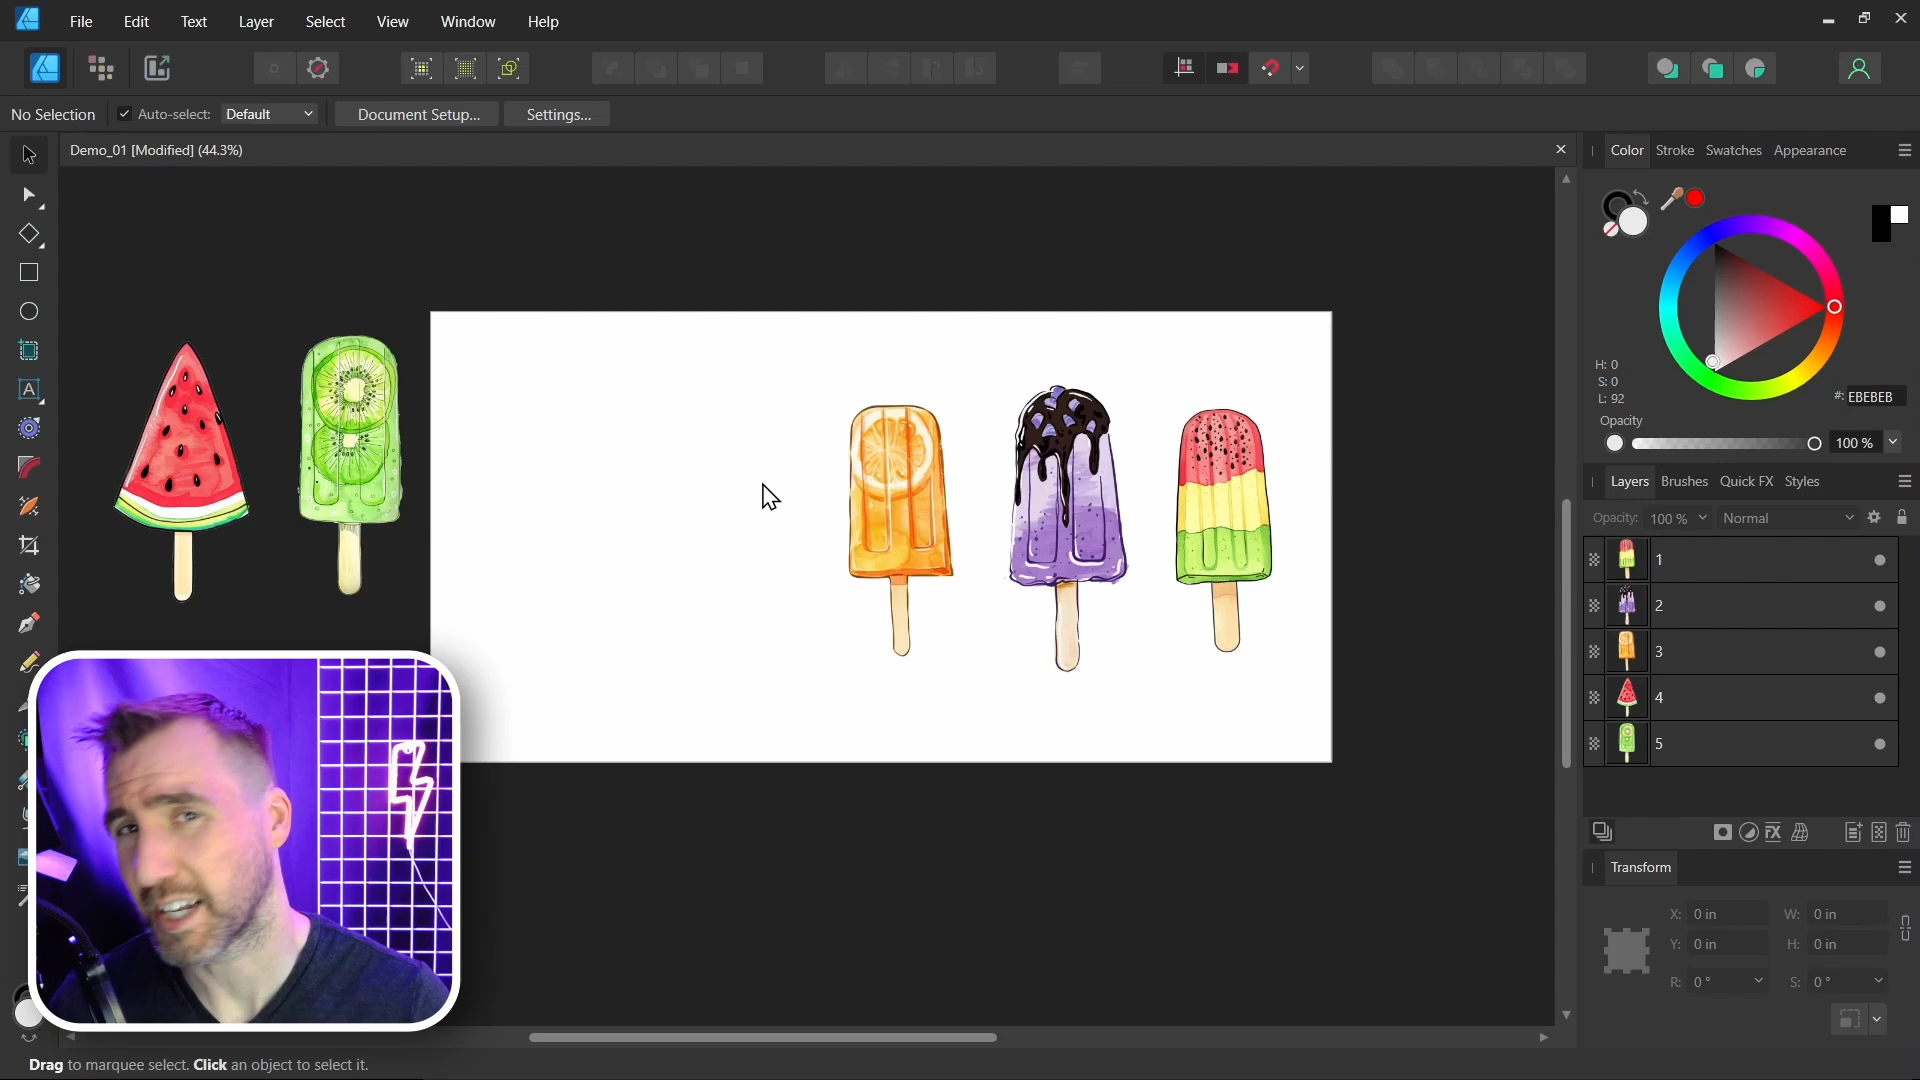 File Edit Text Layer Select View Window Help
No Selection Auto-select: Default Document Setup... Settings...
Demo_01 [Modified] (44.3%)
Color Stroke Swatches Appearance
H: 0
S: 0
L: 92
#: EBEBEB
Opacity
100 %
Layers Brushes Quick FX Styles
Opacity: 100 % Normal
1
2
3
4
5
Transform
X: 0 in W: 0 in
Y: 0 in H: 0 in
R: 0 ° S: 0 °
Drag to marquee select. Click an object to select it.